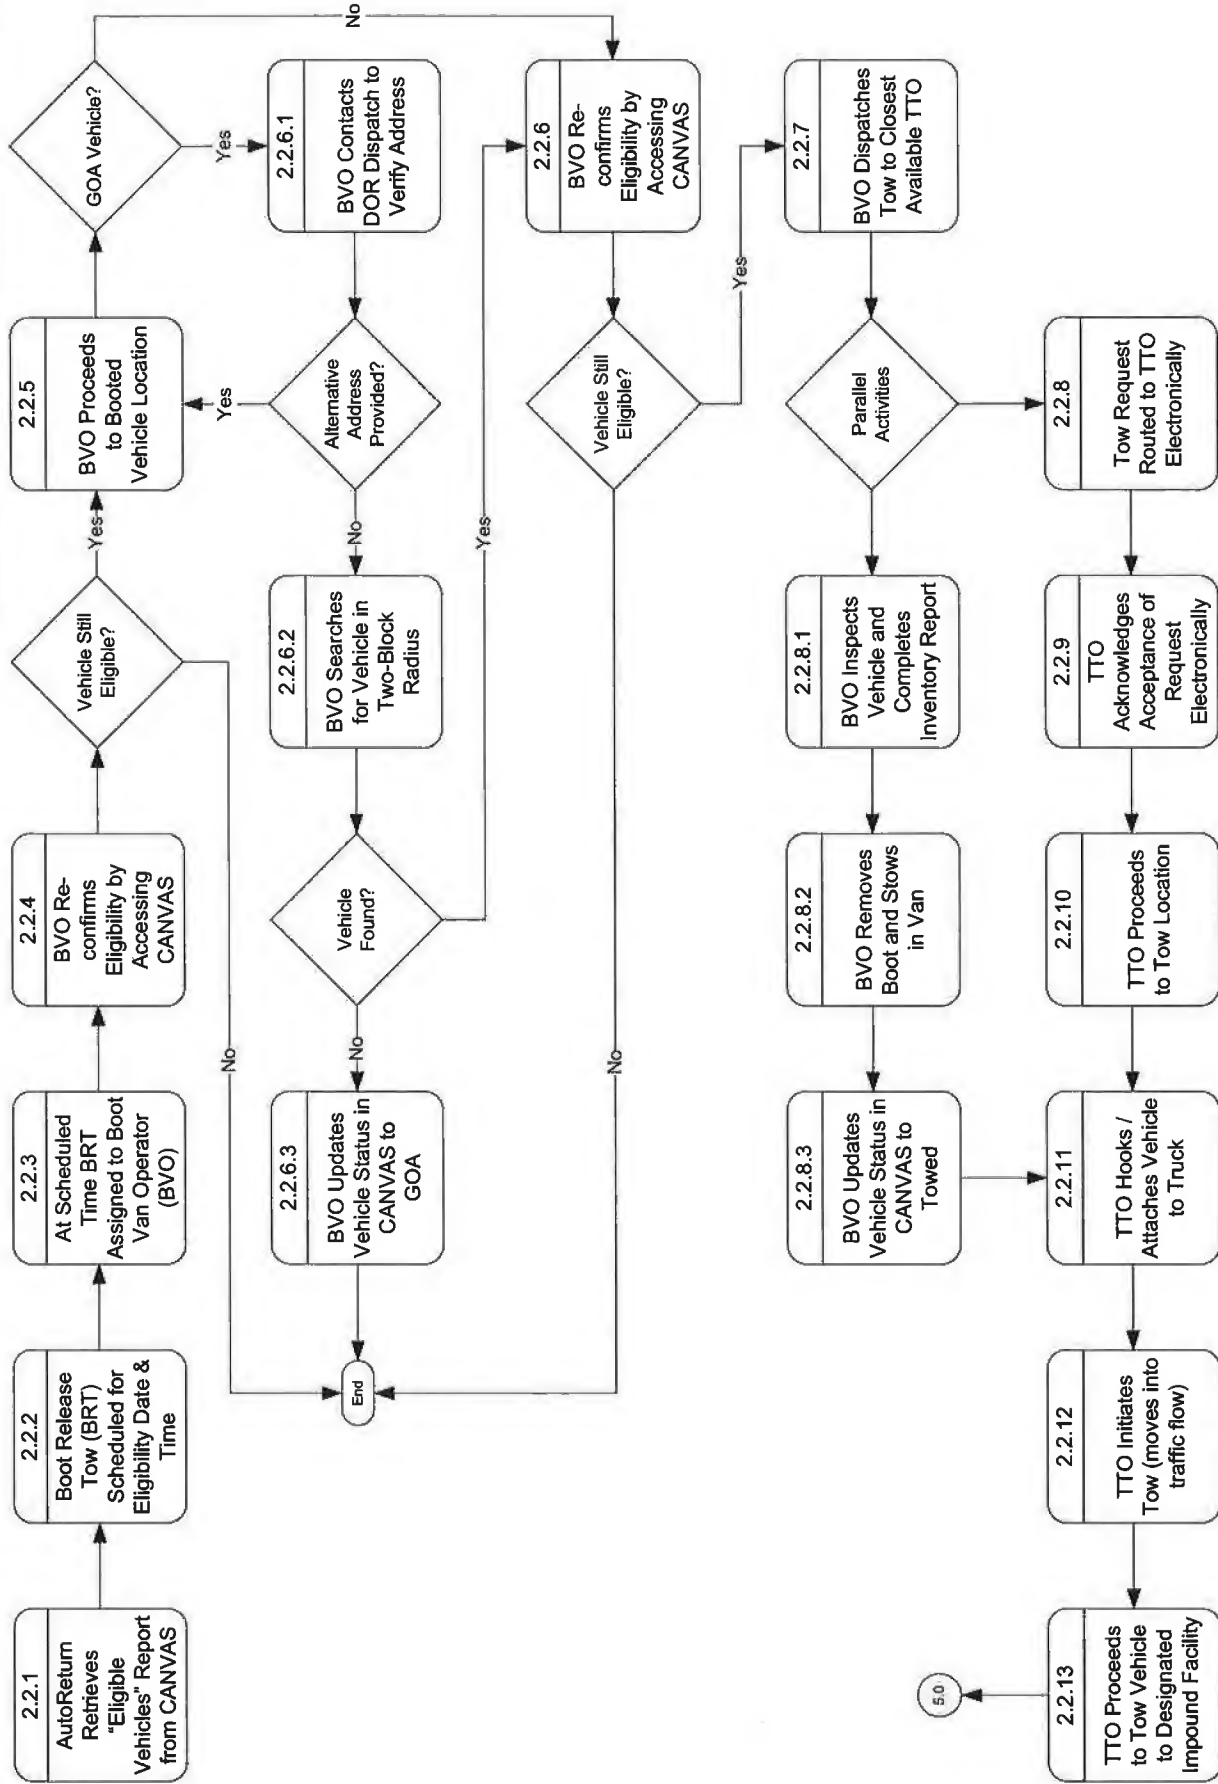 2.2.1
AutoReturn
Retrieves
"Eligible
Vehicles" Report
from CANVAS
2.2.2
Boot Release
Tow (BRT)
Scheduled for
Eligibility Date &
Time
2.2.3
At Scheduled
Time BRT
Assigned to Boot
Van Operator
(BVO)
2.2.4
BVO Re-
confirms
Eligibility by
Accessing
CANVAS
Vehicle Still
Eligible?
Yes
No
2.2.5
BVO Proceeds
to Booted
Vehicle Location
GOA Vehicle?
No
Yes
2.2.6.1
BVO Contacts
DOR Dispatch to
Verify Address
Alternative
Address
Provided?
Yes
No
2.2.6.2
BVO Searches
for Vehicle in
Two-Block
Radius
Vehicle
Found?
Yes
No
2.2.6.3
BVO Updates
Vehicle Status in
CANVAS to
GOA
End
2.2.6
BVO Re-
confirms
Eligibility by
Accessing
CANVAS
Vehicle Still
Eligible?
Yes
No
2.2.7
BVO Dispatches
Tow to Closest
Available TTO
Parallel
Activities
2.2.8.1
BVO Inspects
Vehicle and
Completes
Inventory Report
2.2.8.2
BVO Removes
Boot and Stows
in Van
2.2.8.3
BVO Updates
Vehicle Status in
CANVAS to
Towed
2.2.8
Tow Request
Routed to TTO
Electronically
2.2.9
TTO
Acknowledges
Acceptance of
Request
Electronically
2.2.10
TTO Proceeds
to Tow Location
2.2.11
TTO Hooks /
Attaches Vehicle
to Truck
2.2.12
TTO Initiates
Tow (moves into
traffic flow)
2.2.13
TTO Proceeds
to Tow Vehicle
to Designated
Impound Facility
5.0